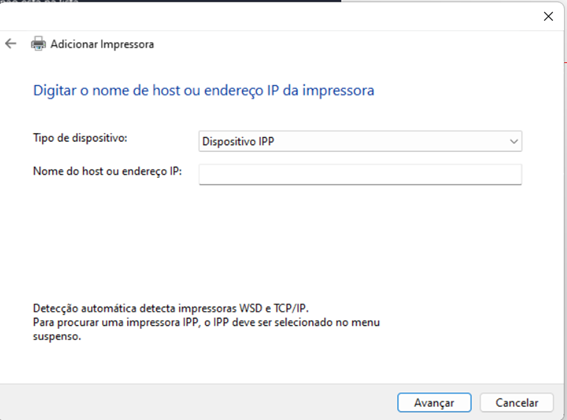 Adicionar Impressora
Digitar o nome de host ou endereço IP da impressora
Tipo de dispositivo:
Dispositivo IPP
Nome do host ou endereço IP:
Detecção automática detecta impressoras WSD e TCP/IP.
Para procurar uma impressora IPP, o IPP deve ser selecionado no menu
suspenso.
Avançar
Cancelar